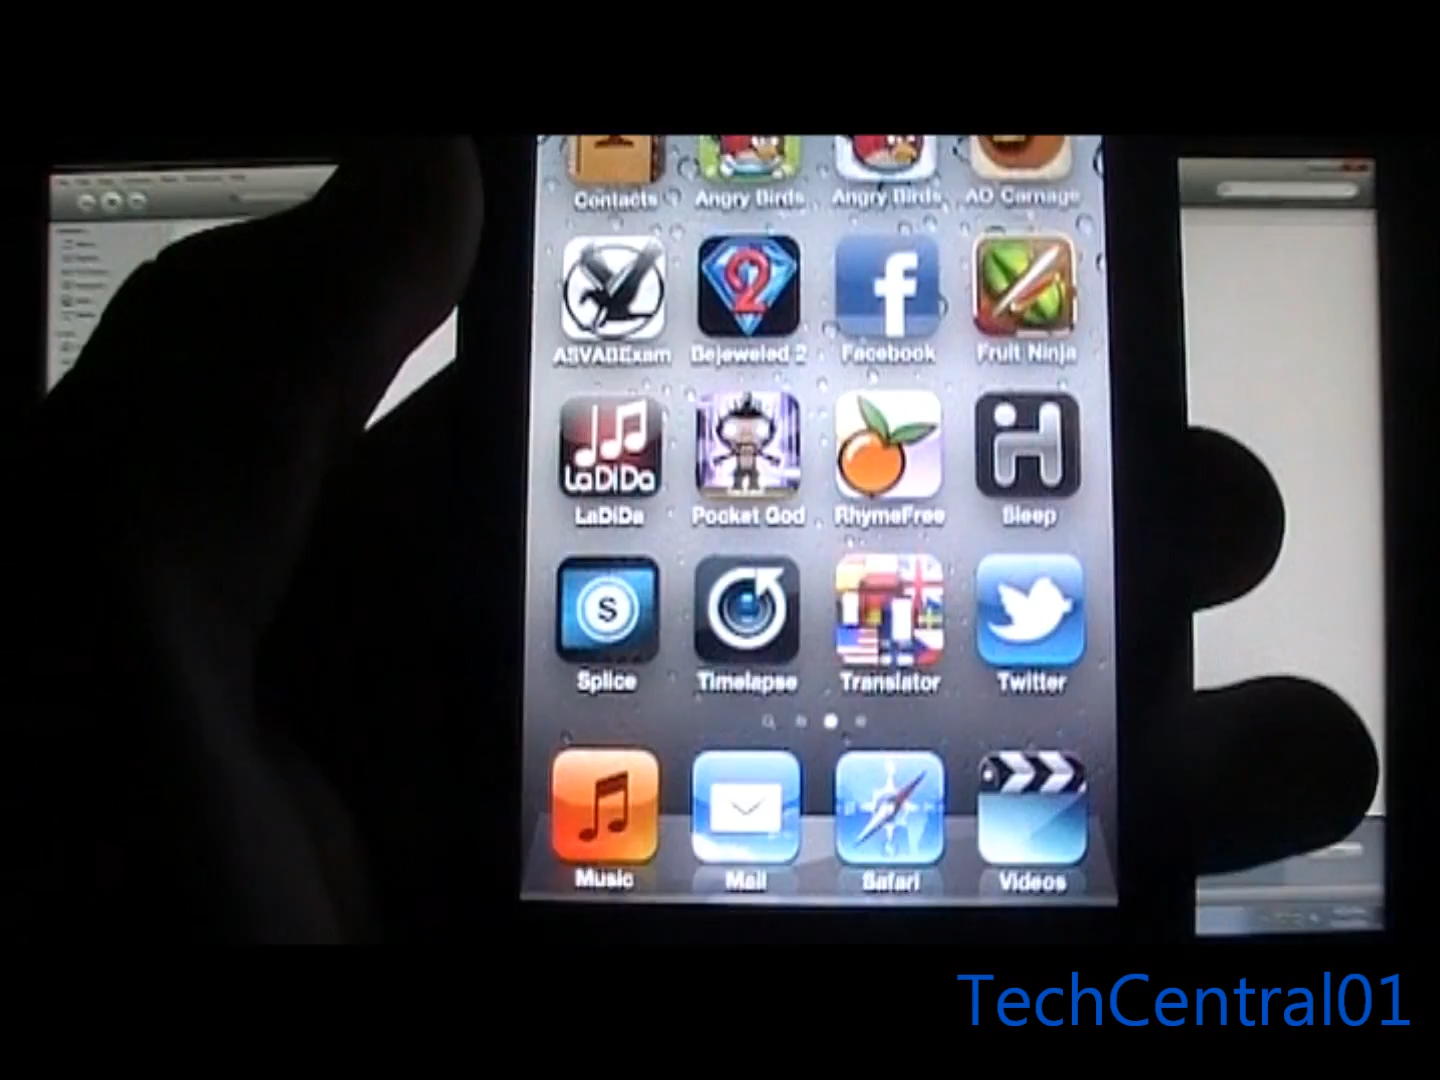 Contacts Angry Birds Angry Birds AO Carnage
2 f
ASVABExam Bejeweled 2 Facebook Fruit Ninja
LaDiDa
LaDiDa Pocket God RhymeFree Sleep
S
Splice Timelapse Translator Twitter
Music Mail Safari Videos
TechCentral01